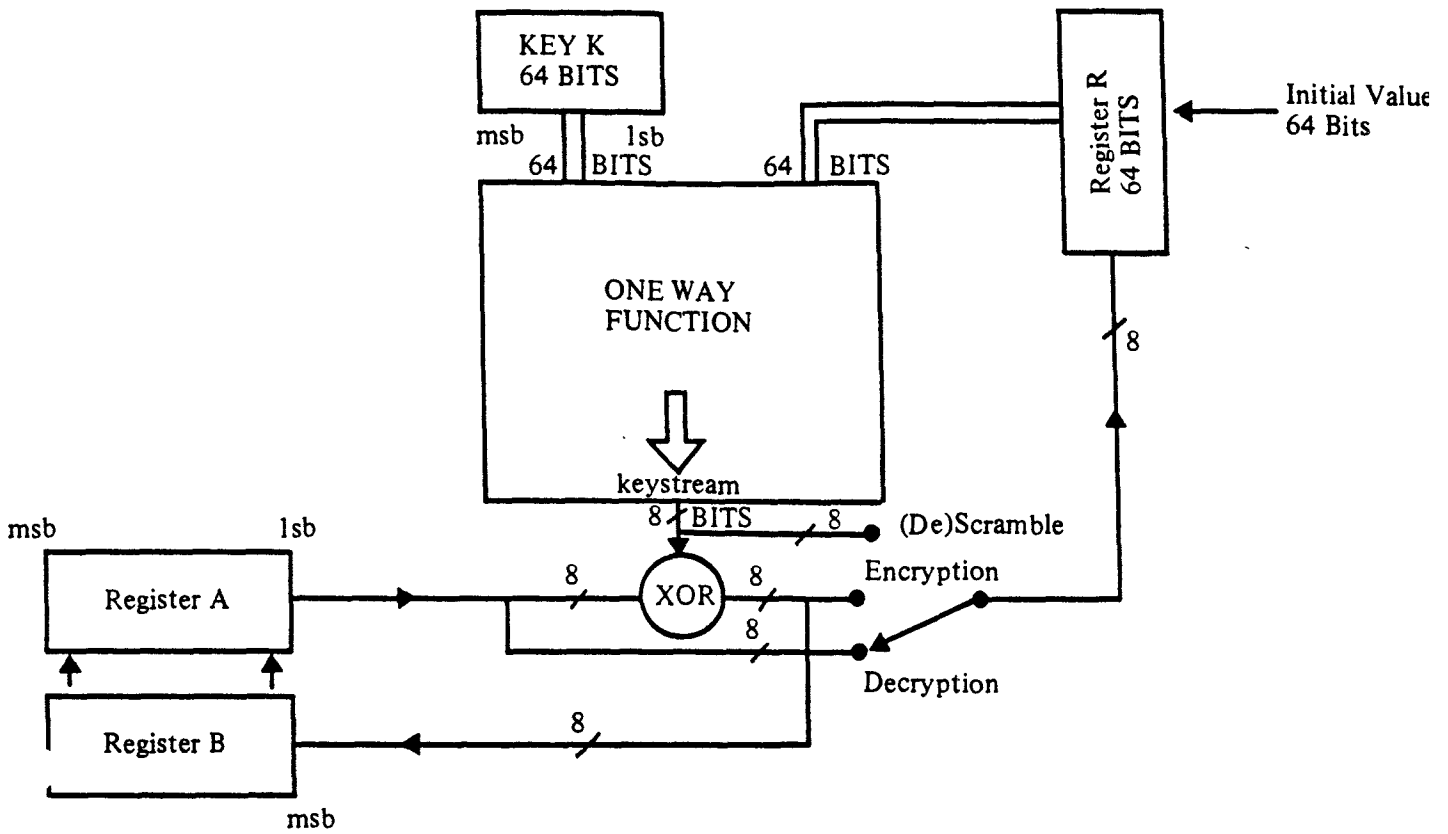 KEY K
64 BITS
msb
lsb
64 BITS
64 BITS
Register R
64 BITS
Initial Value
64 Bits
ONE WAY
FUNCTION
8
keystream
8 BITS
8
(De)Scramble
msb
lsb
Register A
8
XOR
8
Encryption
8
Decryption
Register B
8
msb